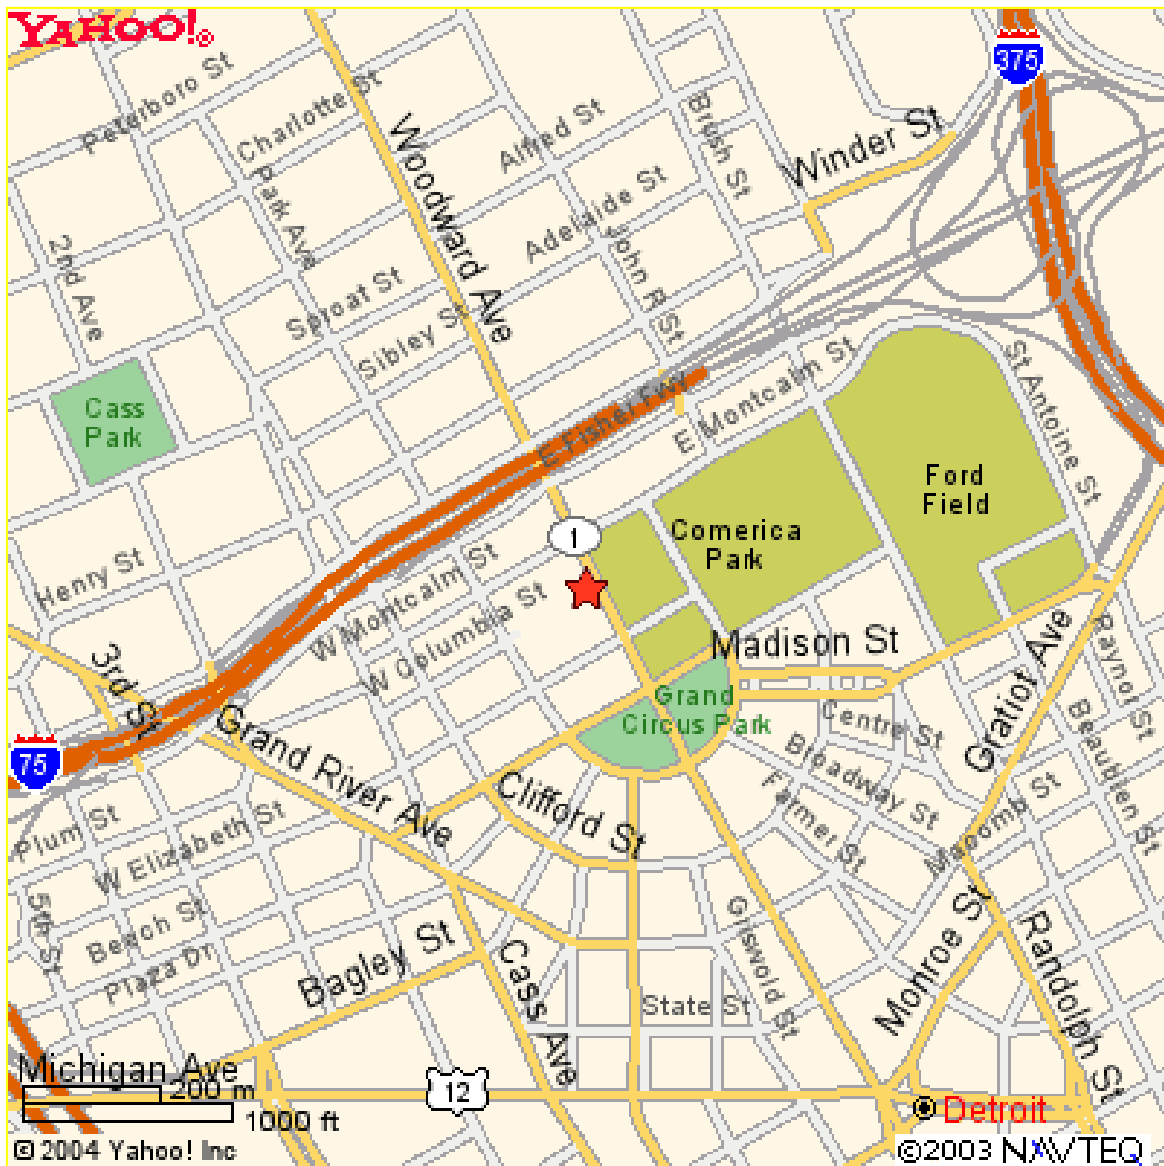 YAHOO!®
375
Peterboro St
Charlotte St
Woodward Ave
Alfred St
Brush St
Winder St
Park Ave
Adelaide St
2nd Ave
John R St
Sproat St
Sibley St
E Montcalm St
St Antoine St
E Fisher Fwy
Cass
Park
Ford
Field
Comerica
Park
1
Henry St
W Montcalm St
W Columbia St
Madison St
Gratiot Ave
Raynot St
3rd St
Grand
Circus Park
Grand River Ave
Centre St
Beaubien St
75
Broadway St
Clifford St
Farmer St
Macomb St
Plum St
W Elizabeth St
5th St
Beech St
Plaza Dr
Bagley St
Cass Ave
Griswold St
Monroe St
Randolph St
State St
Michigan Ave
200 m
1000 ft
12
Detroit
© 2004 Yahoo! Inc
©2003 NAVTEQ